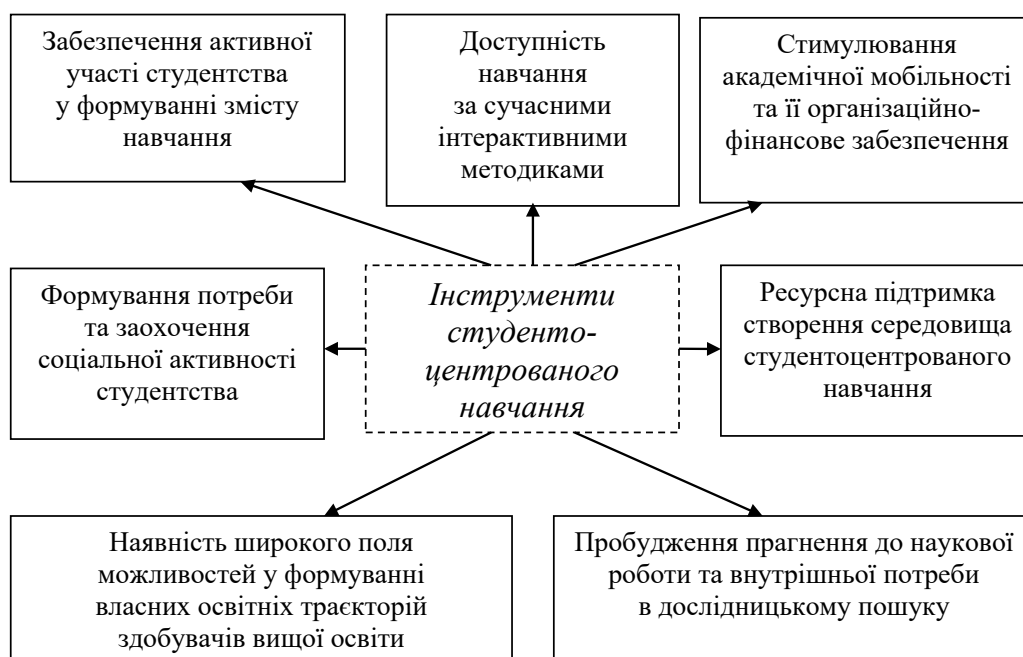 Забезпечення активної
участі студентства
у формуванні змісту
навчання
Доступність
навчання
за сучасними
інтерактивними
методиками
Стимулювання
академічної мобільності
та її організаційно-
фінансове забезпечення
Формування потреби
та заохочення
соціальної активності
студентства
Інструменти
студенто-
центрованого
навчання
Ресурсна підтримка
створення середовища
студентоцентрованого
навчання
Наявність широкого поля
можливостей у формуванні
власних освітніх траєкторій
здобувачів вищої освіти
Пробудження прагнення до наукової
роботи та внутрішньої потреби
в дослідницькому пошуку